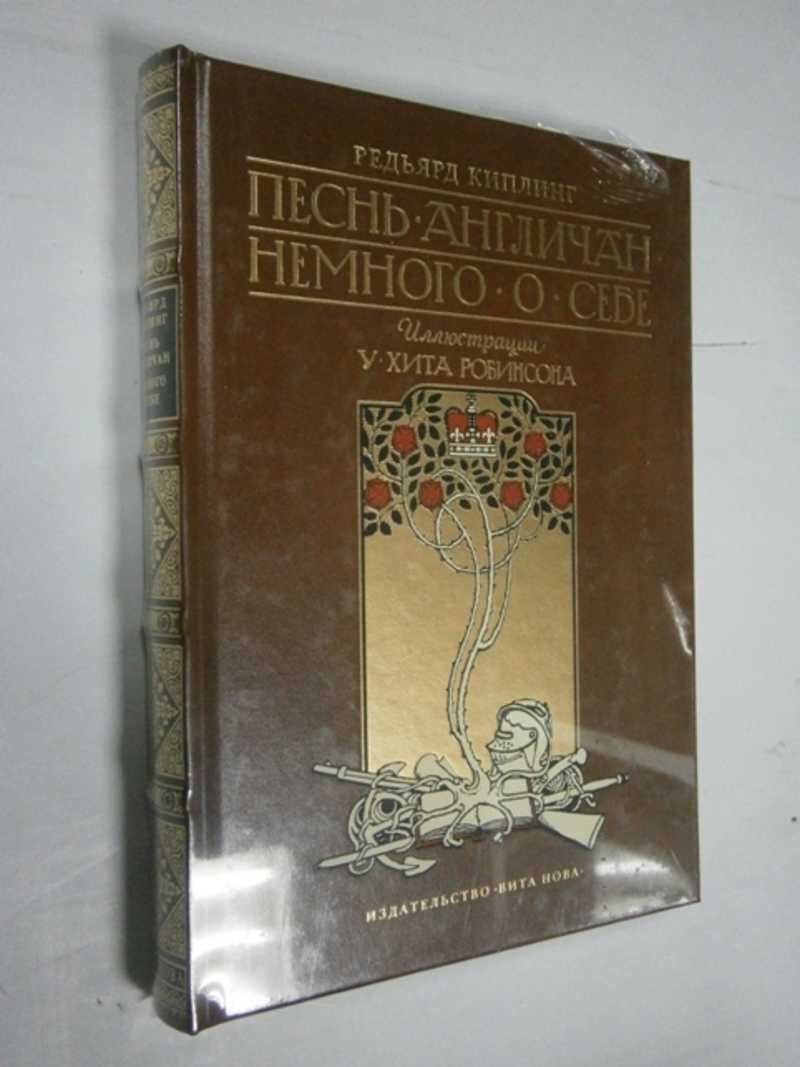 РЕДЬЯРД КИПЛИНГ
ПЕСНЬ·АНГЛИЧАН
НЕМНОГО·О·СЕБЕ
Иллюстрации
У·ХИТА РОБИНСОНА
ИЗДАТЕЛЬСТВО·ВИТА НОВА·